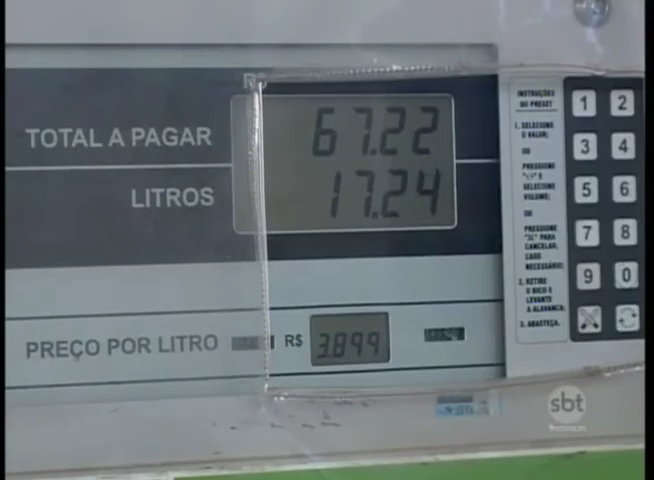 TOTAL A PAGAR 67.22
LITROS 17.24
PREÇO POR LITRO R$ 3.899
INSTRUÇÕES
DO PRESET
1. SELECIONE
O VALOR;
OU
PRESSIONE
SELECIONE
VOLUME;
OU
PRESSIONE
PARA
CANCELAR,
CASO
NECESSÁRIO;
2. RETIRE
O BICO E
LEVANTE
A ALAVANCA;
3. ABASTEÇA.
1 2
3 4
5 6
7 8
9 0
sbt